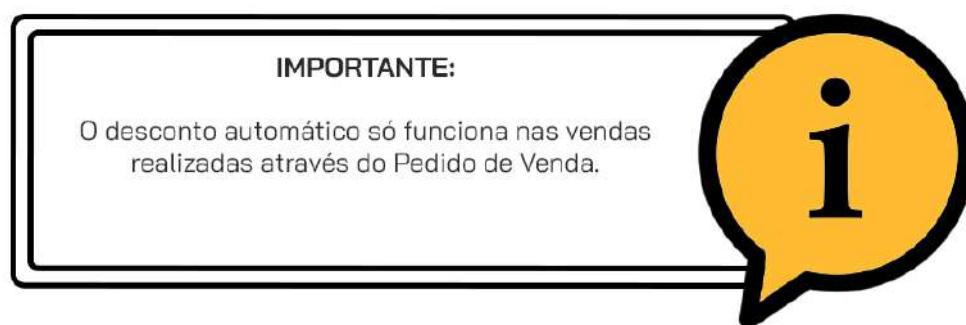 IMPORTANTE:
O desconto automático só funciona nas vendas
realizadas através do Pedido de Venda.
i